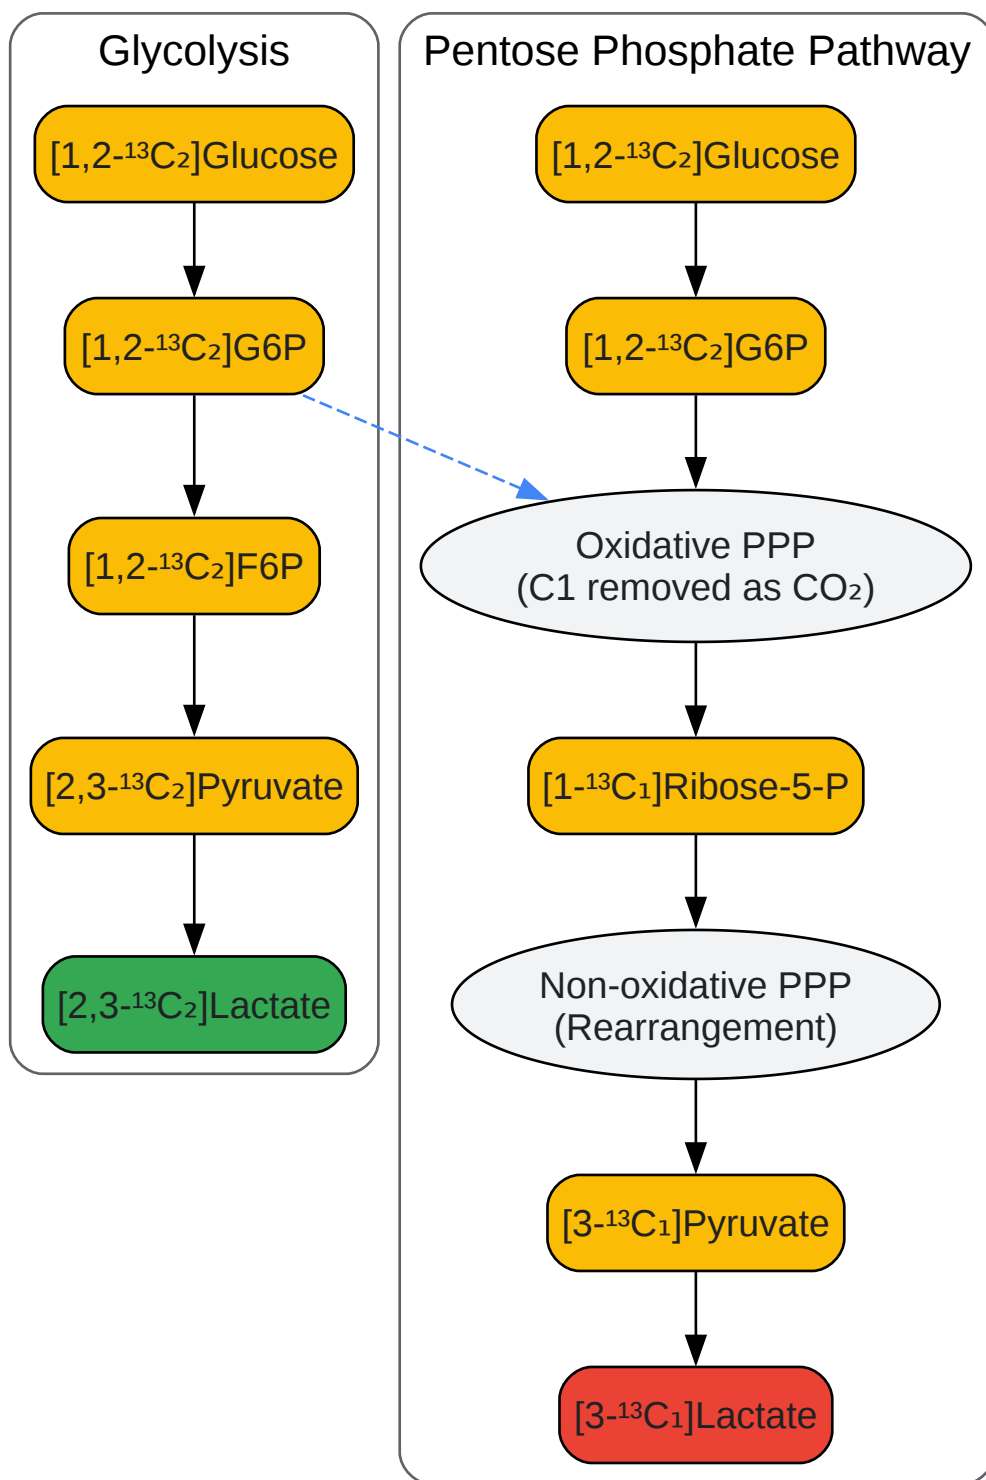 Glycolysis
[1,2-¹³C₂]Glucose
[1,2-¹³C₂]G6P
[1,2-¹³C₂]F6P
[2,3-¹³C₂]Pyruvate
[2,3-¹³C₂]Lactate
Pentose Phosphate Pathway
[1,2-¹³C₂]Glucose
[1,2-¹³C₂]G6P
Oxidative PPP
(C1 removed as CO₂)
[1-¹³C₁]Ribose-5-P
Non-oxidative PPP
(Rearrangement)
[3-¹³C₁]Pyruvate
[3-¹³C₁]Lactate